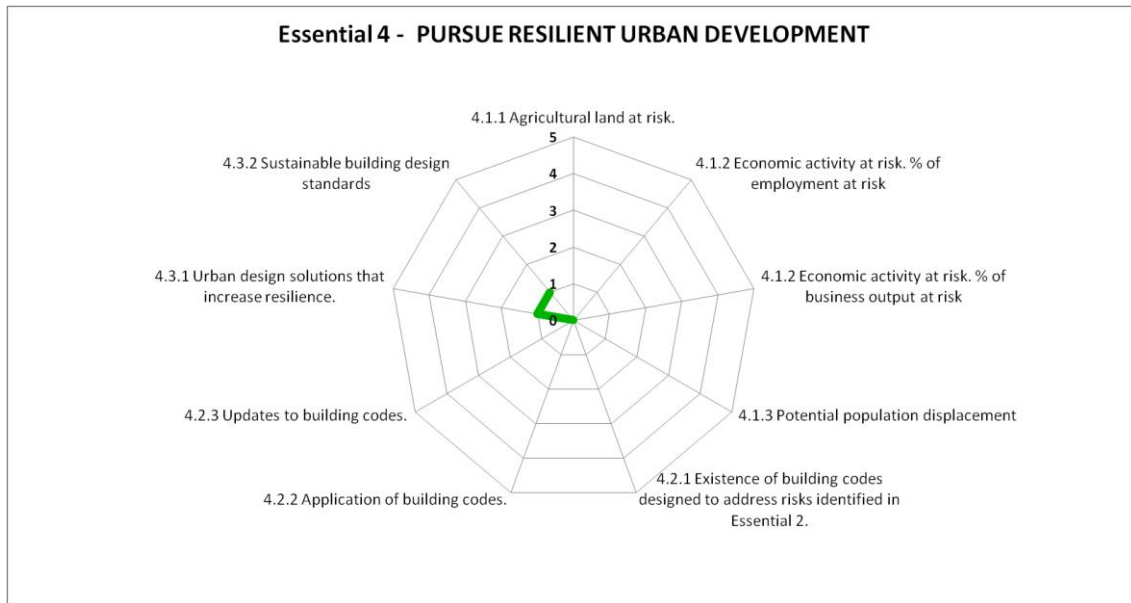 Essential 4 - PURSUE RESILIENT URBAN DEVELOPMENT
4.1.1 Agricultural land at risk.
5
4
3
2
1
0
4.1.2 Economic activity at risk. % of
employment at risk
4.1.2 Economic activity at risk. % of
business output at risk
4.1.3 Potential population displacement
4.2.1 Existence of building codes
designed to address risks identified in
Essential 2.
4.2.2 Application of building codes.
4.2.3 Updates to building codes.
4.3.1 Urban design solutions that
increase resilience.
4.3.2 Sustainable building design
standards